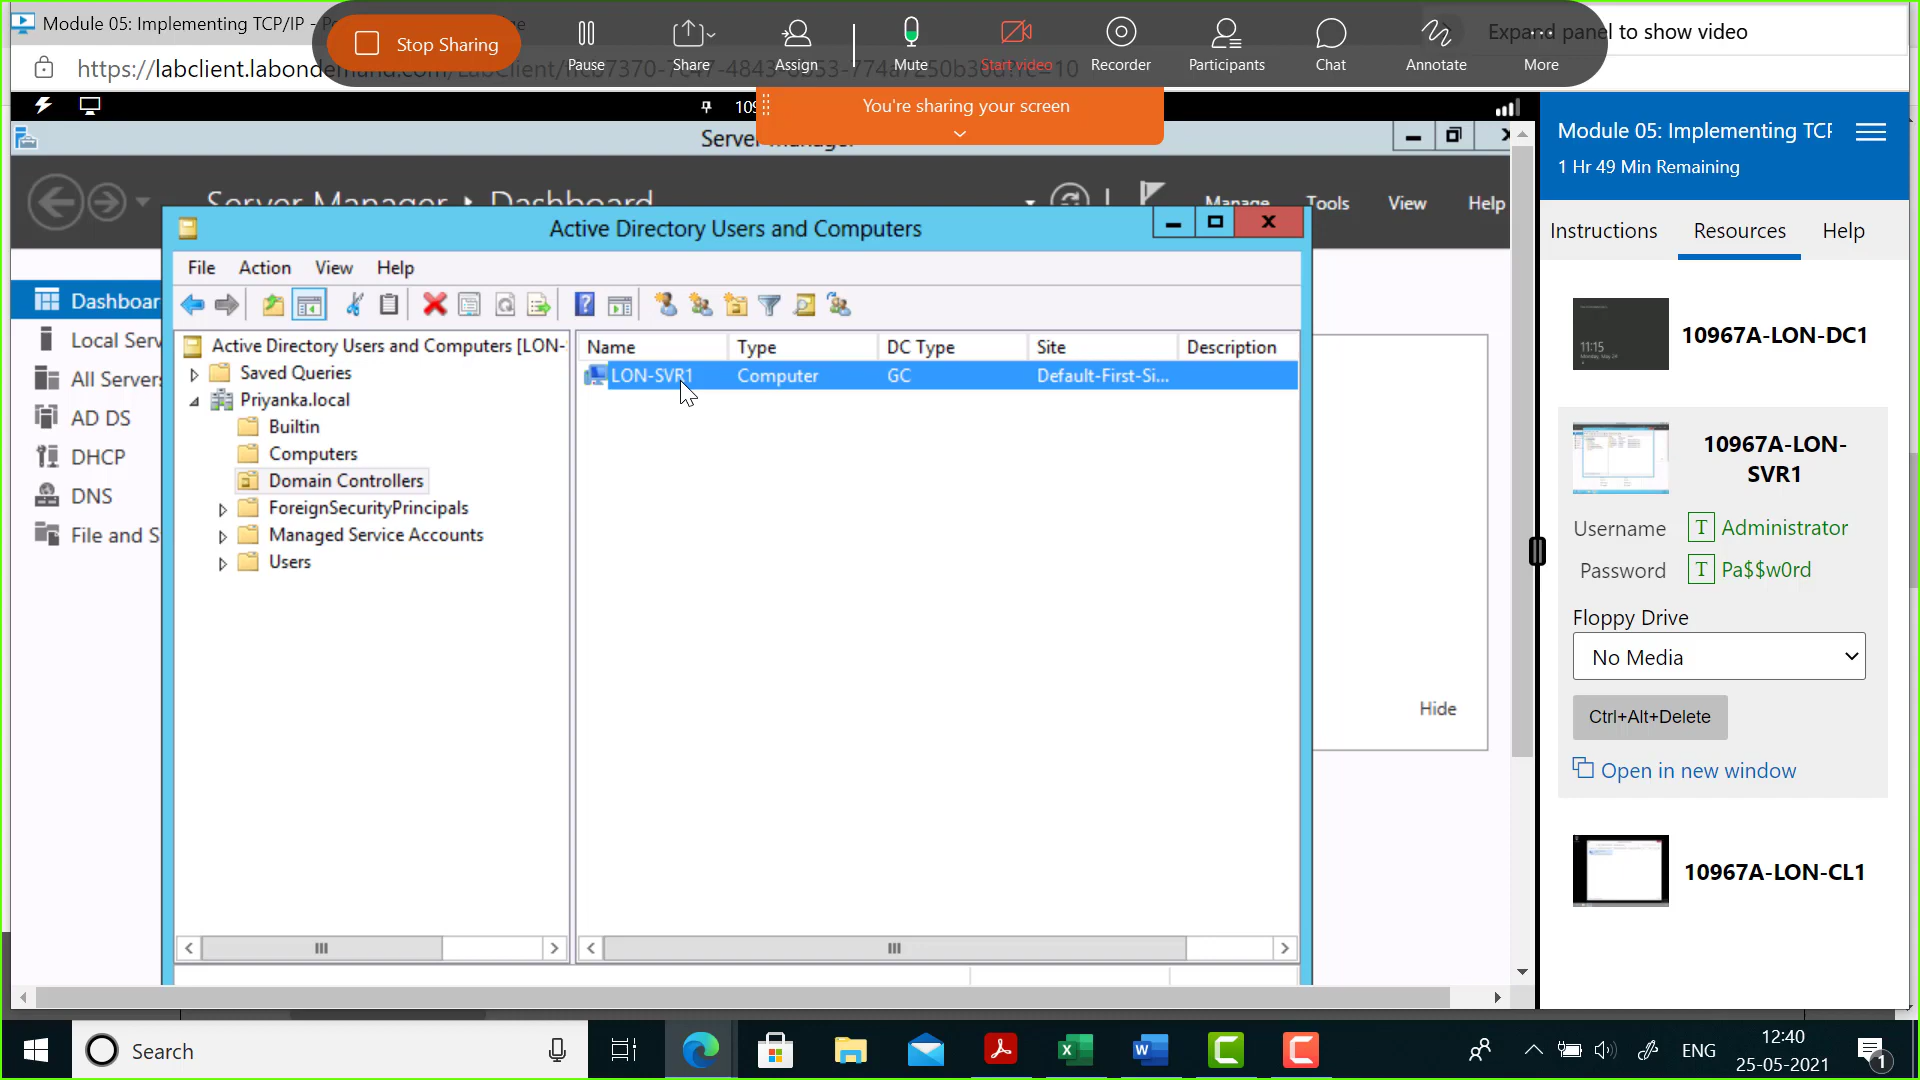 Module 05: Implementing TCP/IP - P
Stop Sharing
Pause
Share
Assign
Mute
Start video
Recorder
Participants
Chat
Annotate
More
Expand panel to show video
https://labclient.labondemand.com/LabClient/
You're sharing your screen
Server Manager
Server Manager ▸ Dashboard
Manage
Tools
View
Help
Dashboar
Local Serv
All Servers
AD DS
DHCP
DNS
File and S
Active Directory Users and Computers
File Action View Help
Active Directory Users and Computers [LON-
Saved Queries
Priyanka.local
Builtin
Computers
Domain Controllers
ForeignSecurityPrincipals
Managed Service Accounts
Users
Name Type DC Type Site Description
LON-SVR1 Computer GC Default-First-Si...
Hide
Module 05: Implementing TCF
1 Hr 49 Min Remaining
Instructions Resources Help
11:15
10967A-LON-DC1
10967A-LON-
SVR1
Username T Administrator
Password T Pa$$w0rd
Floppy Drive
No Media
Ctrl+Alt+Delete
Open in new window
10967A-LON-CL1
Search
ENG
12:40
25-05-2021
1